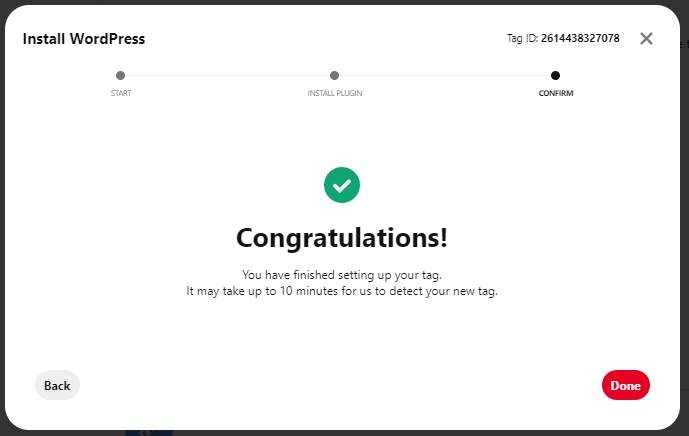 Install WordPress
Tag ID: 2614438327078
START
INSTALL PLUGIN
CONFIRM
Congratulations!
You have finished setting up your tag.
It may take up to 10 minutes for us to detect your new tag.
Back
Done